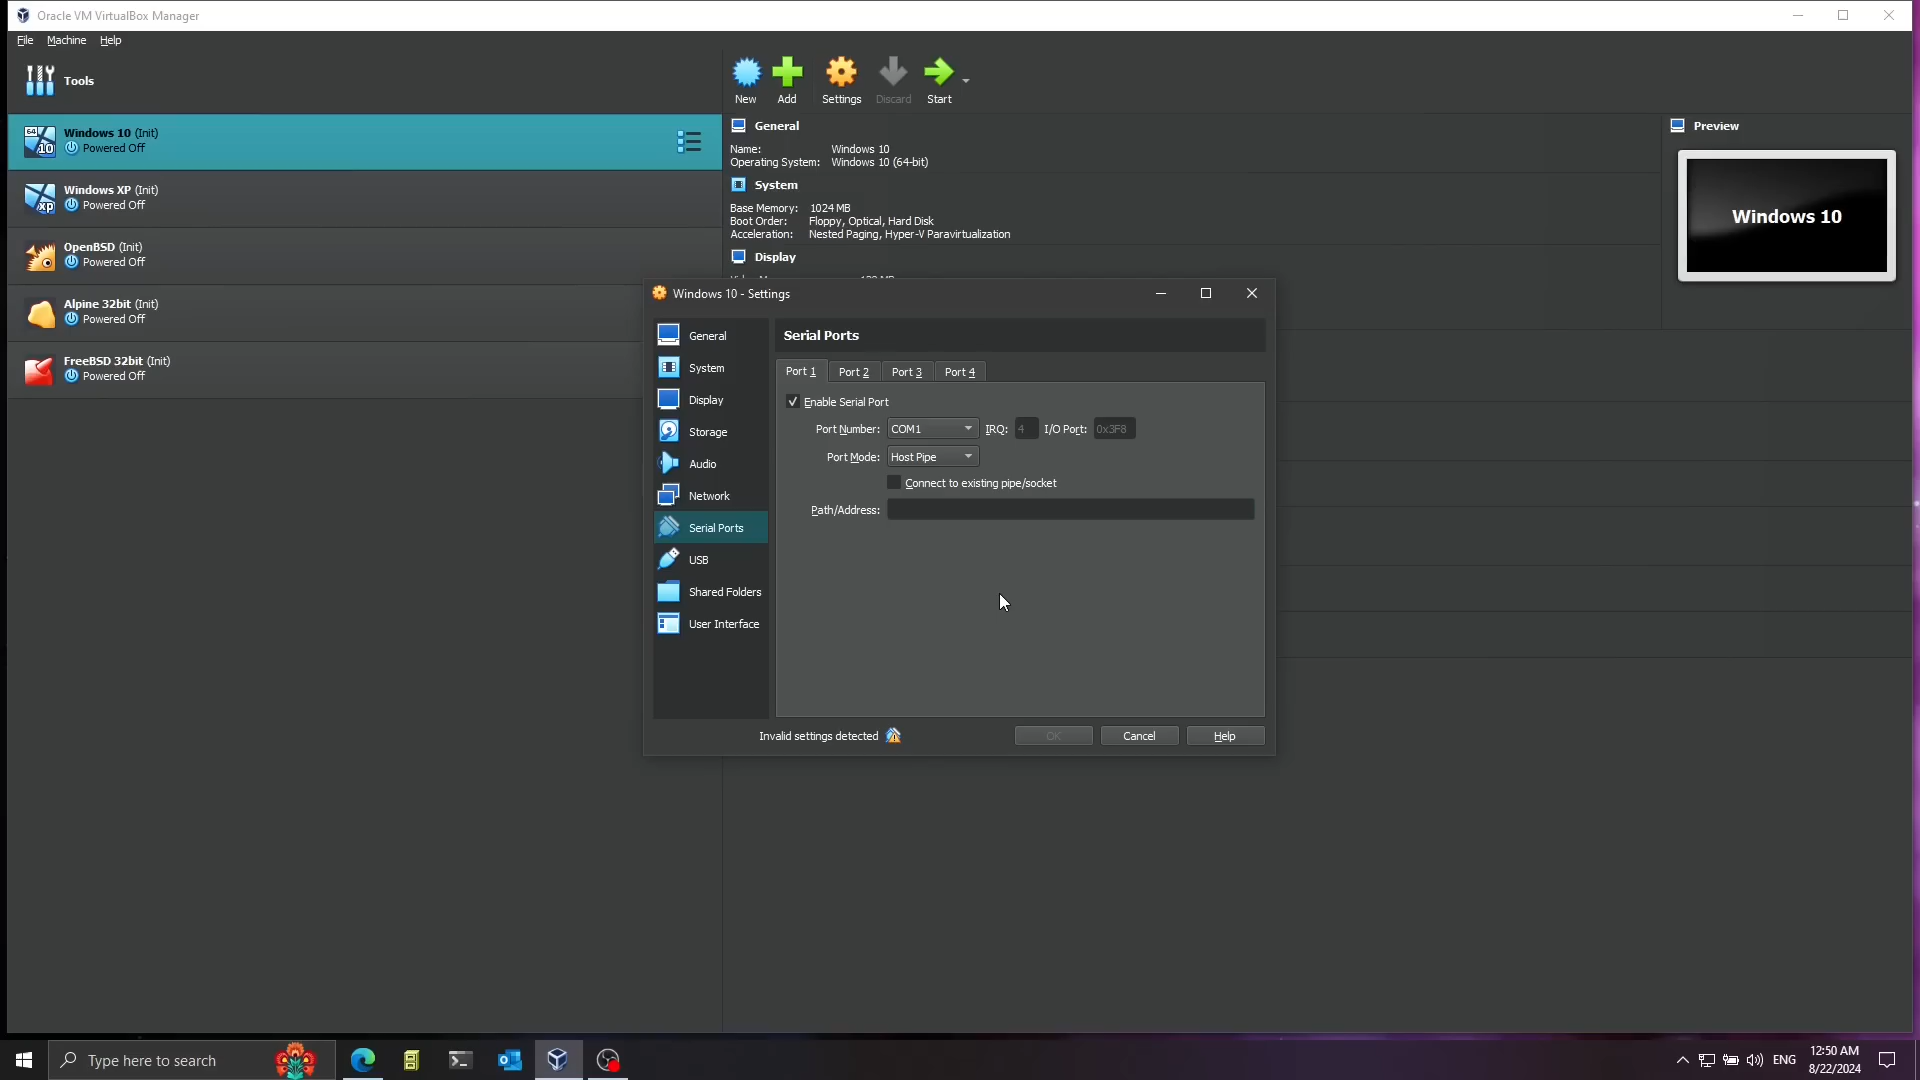 Oracle VM VirtualBox Manager
File Machine Help
Tools
New Add Settings Discard Start
64
10
Windows 10 (Init)
Powered Off
xp
Windows XP (Init)
Powered Off
OpenBSD (Init)
Powered Off
Alpine 32bit (Init)
Powered Off
FreeBSD 32bit (Init)
Powered Off
General
Name: Windows 10
Operating System: Windows 10 (64-bit)
System
Base Memory: 1024 MB
Boot Order: Floppy, Optical, Hard Disk
Acceleration: Nested Paging, Hyper-V Paravirtualization
Display
Preview
Windows 10
Windows 10 - Settings
General
System
Display
Storage
Audio
Network
Serial Ports
USB
Shared Folders
User Interface
Serial Ports
Port 1 Port 2 Port 3 Port 4
Enable Serial Port
Port Number: COM1 IRQ: 4 I/O Port: 0x3F8
Port Mode: Host Pipe
Connect to existing pipe/socket
Path/Address:
Invalid settings detected OK Cancel Help
Type here to search
ENG
12:50 AM
8/22/2024